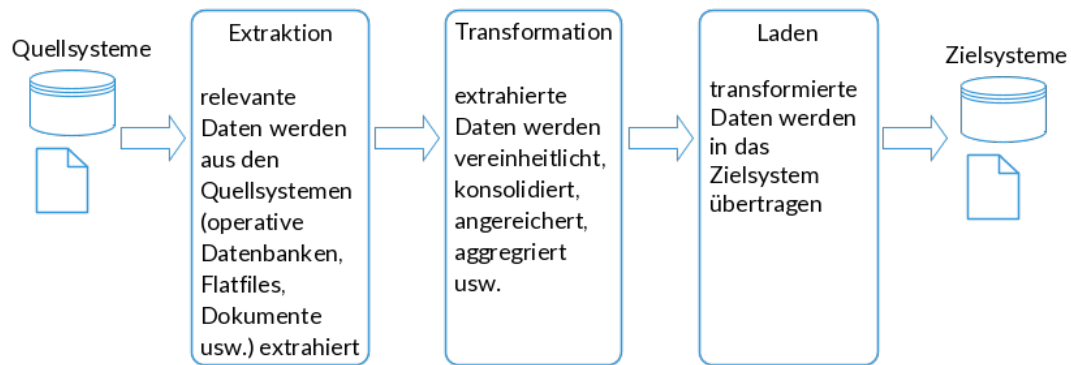 Quellsysteme
Extraktion
relevante
Daten werden
aus den
Quellsystemen
(operative
Datenbanken,
Flatfiles,
Dokumente
usw.) extrahiert
Transformation
extrahierte
Daten werden
vereinheitlicht,
konsolidiert,
angereichert,
aggregriert
usw.
Laden
transformierte
Daten werden
in das
Zielsystem
übertragen
Zielsysteme